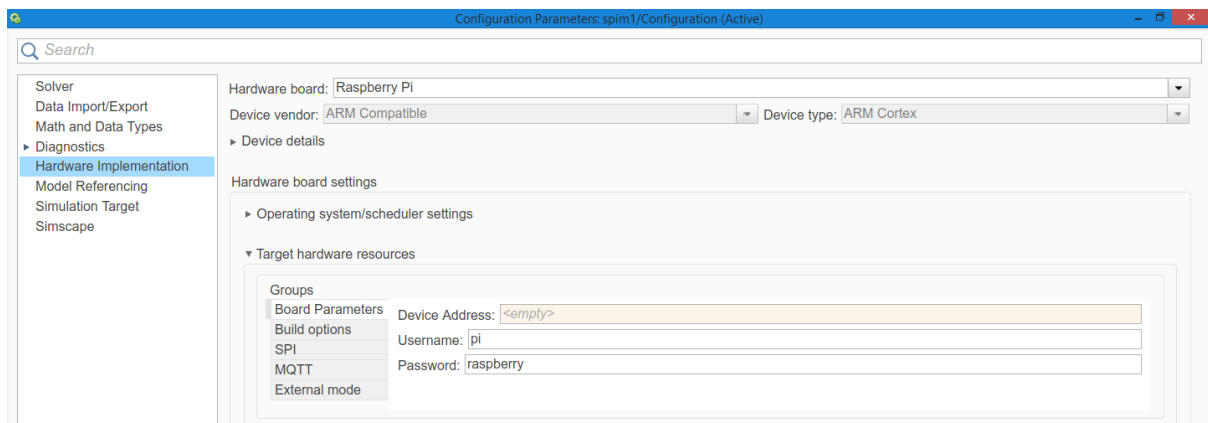 Configuration Parameters: spim1/Configuration (Active)
Search
Solver
Data Import/Export
Math and Data Types
Diagnostics
Hardware Implementation
Model Referencing
Simulation Target
Simscape
Hardware board: Raspberry Pi
Device vendor: ARM Compatible Device type: ARM Cortex
Device details
Hardware board settings
Operating system/scheduler settings
Target hardware resources
Groups
Board Parameters
Build options
SPI
MQTT
External mode
Device Address: <empty>
Username: pi
Password: raspberry